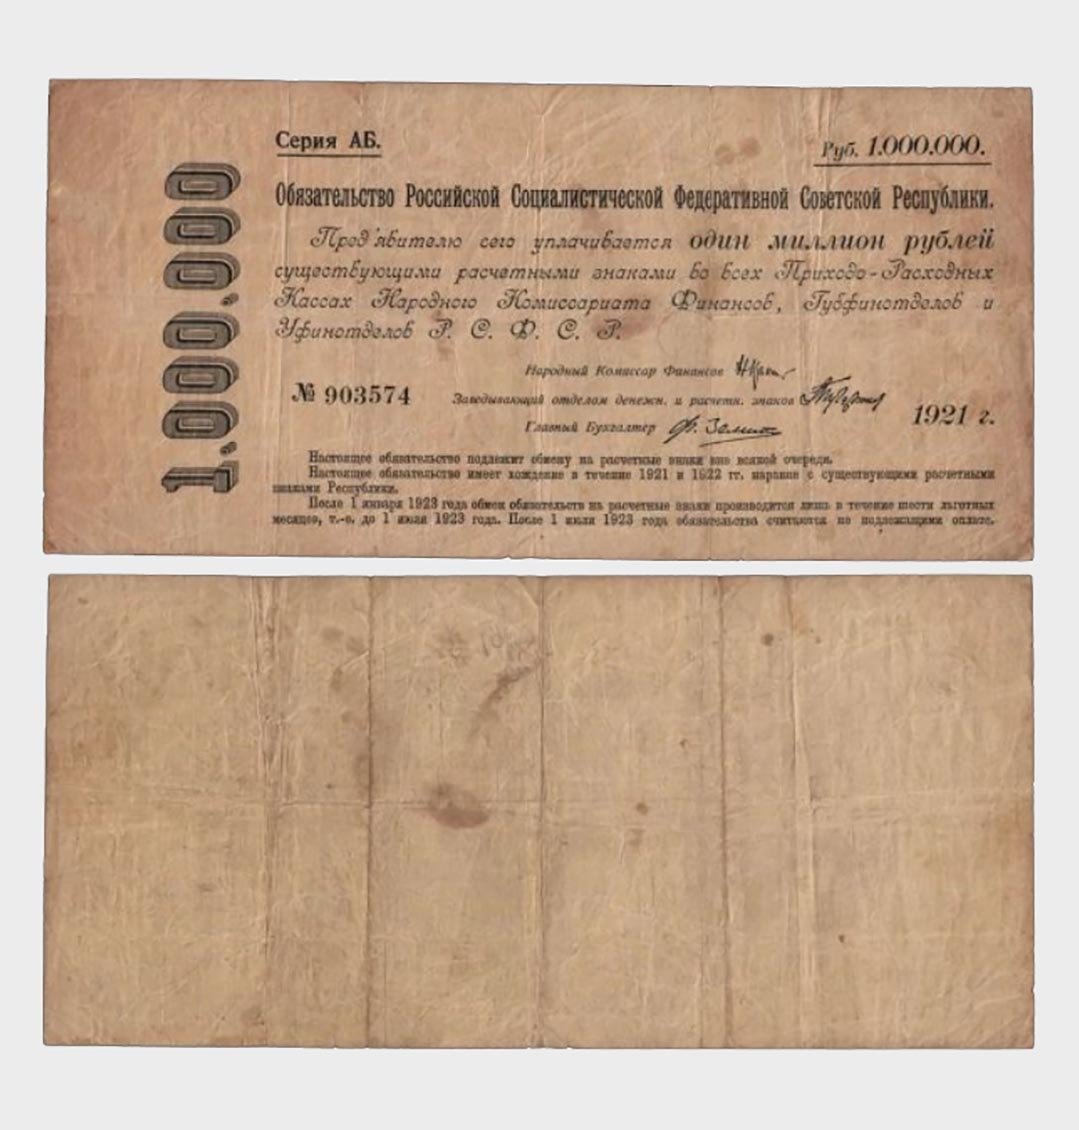 1.000.000
Серия АБ.
Руб. 1.000.000.
Обязательство Российской Социалистической Федеративной Советской Республики.
Пред'явителю сего уплачивается один миллион рублей
существующими расчетными знаками во всех Приходо-Расходных
Кассах Народного Комиссариата Финансов, Губфинотделов и
Уфинотделов Р. С. Ф. С. Р.
Народный Комиссар Финансов
№ 903574
Заведывающий отделом денежн. и расчетн. знаков
1921 г.
Главный Бухгалтер
Настоящее обязательство подлежит обмену на расчетные знаки вне всякой очереди.
Настоящее обязательство имеет хождение в течение 1921 и 1922 гг. наравне с существующими расчетными
знаками Республики.
После 1 января 1923 года обмен обязательств на расчетные знаки производится лишь в течение шести льготных
месяцев, т.-е. до 1 июля 1923 года. После 1 июля 1923 года обязательства считаются не подлежащими оплате.